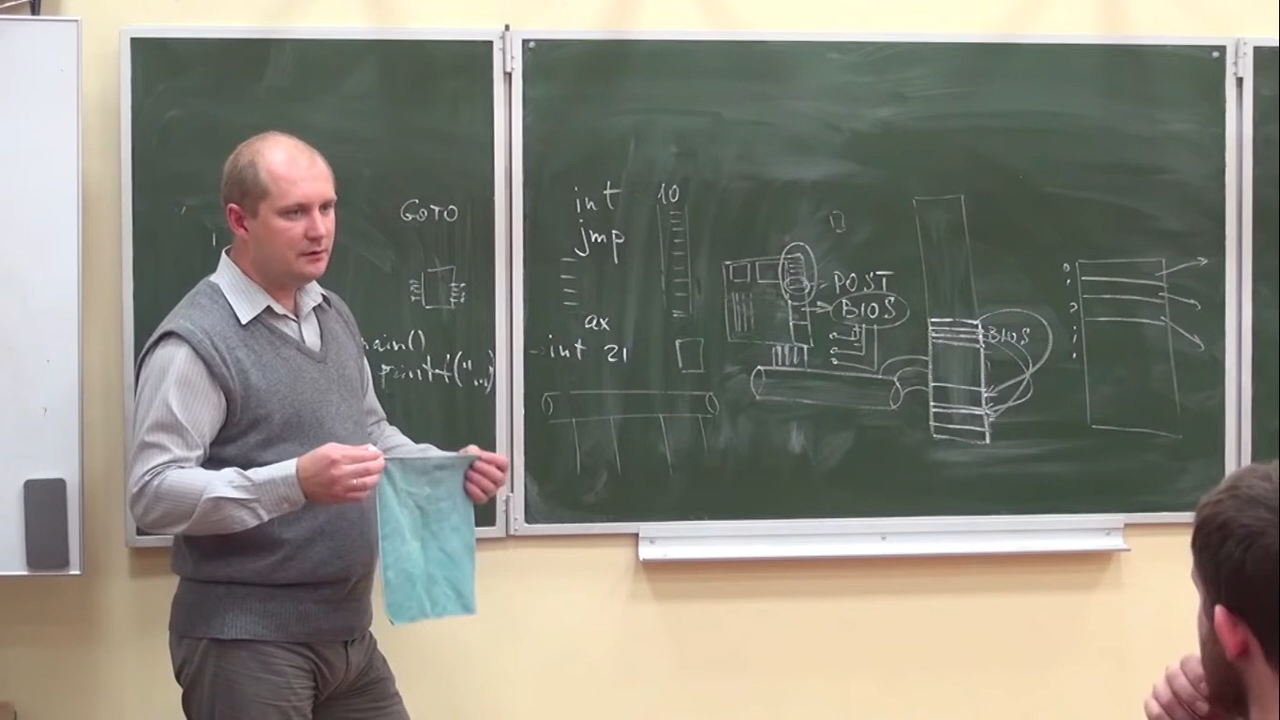 GOTO
main()
printf("
int 10
jmp
ax
int 21
POST
BIOS
BIOS